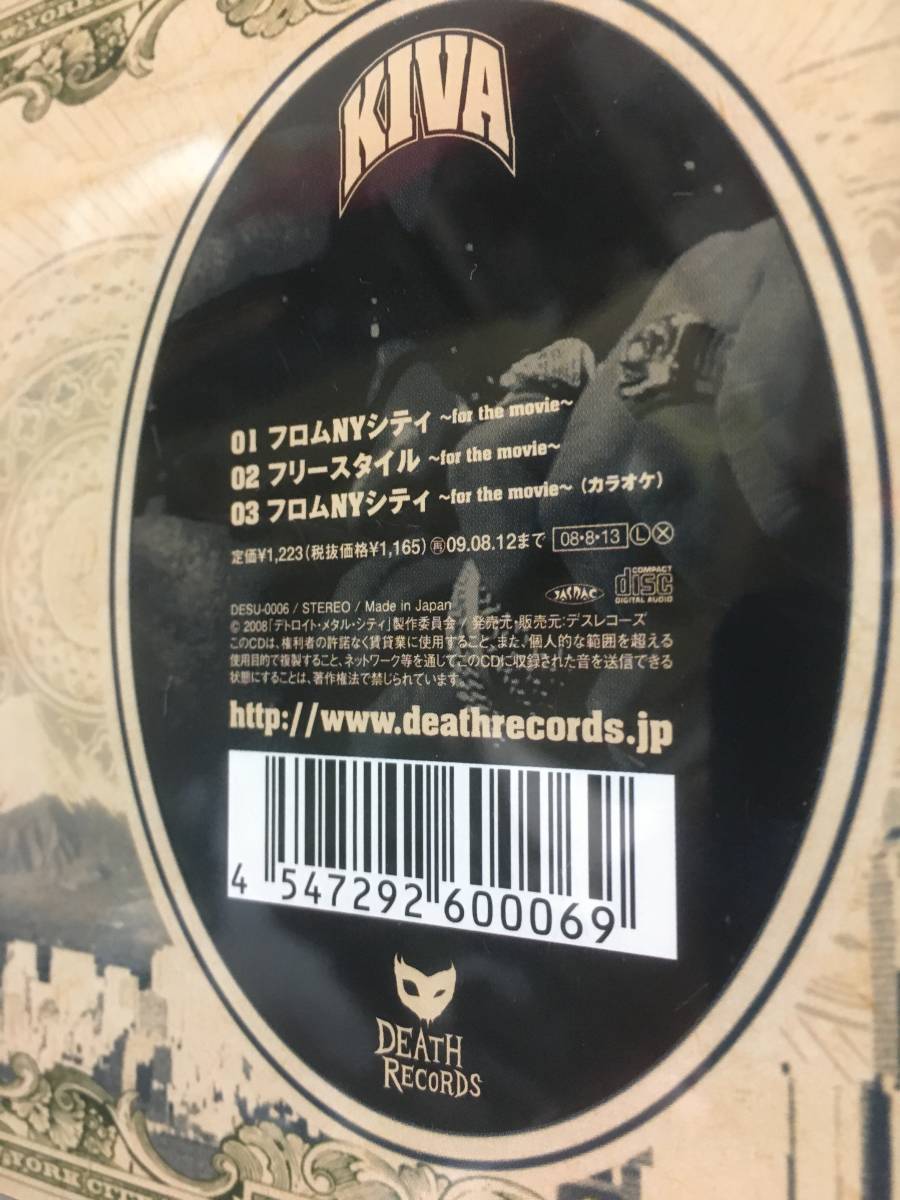 YORK
KIVA
01 フロムNYシティ ~for the movie~
02 フリースタイル ~for the movie~
03 フロムNYシティ ~for the movie~ (カラオケ)
定価¥1,223(税抜価格¥1,165) ㊢09.08.12まで 08・8・13 Ⓛ Ⓧ
JASRAC COMPACT disc DIGITAL AUDIO
DESU-0006 / STEREO / Made in Japan
© 2008「デトロイト・メタル・シティ」製作委員会 / 発売元・販売元:デスレコーズ
このCDは、権利者の許諾なく賃貸業に使用すること、また、個人的な範囲を超える
使用目的で複製すること、ネットワーク等を通じてこのCDに収録された音を送信できる
状態にすることは、著作権法で禁じられています。
http://www.deathrecords.jp
4 547292 600069
DEATH
RECORDS
YORK CITY